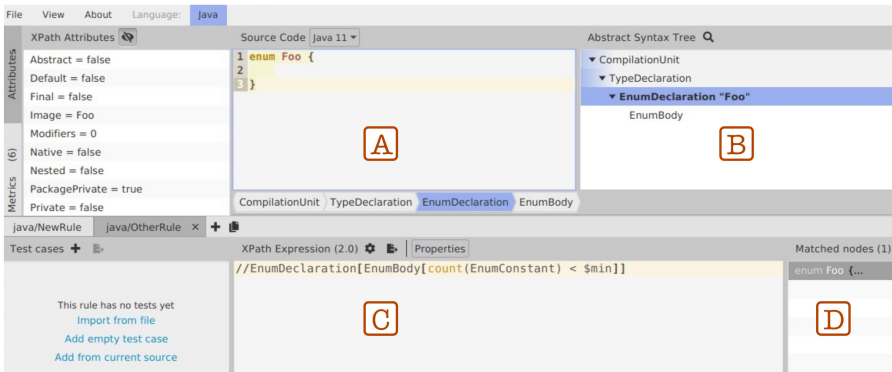 File View About Language: Java
XPath Attributes
Source Code Java 11
Abstract Syntax Tree
Attributes
Metrics (6)
Abstract = false
Default = false
Final = false
Image = Foo
Modifiers = 0
Native = false
Nested = false
PackagePrivate = true
Private = false
1 enum Foo {
2
3 }
A
CompilationUnit TypeDeclaration EnumDeclaration EnumBody
CompilationUnit
TypeDeclaration
EnumDeclaration "Foo"
EnumBody
B
java/NewRule java/OtherRule × +
Test cases +
This rule has no tests yet
Import from file
Add empty test case
Add from current source
XPath Expression (2.0) Properties
//EnumDeclaration[EnumBody[count(EnumConstant) < $min]]
C
Matched nodes (1)
enum Foo {...
D